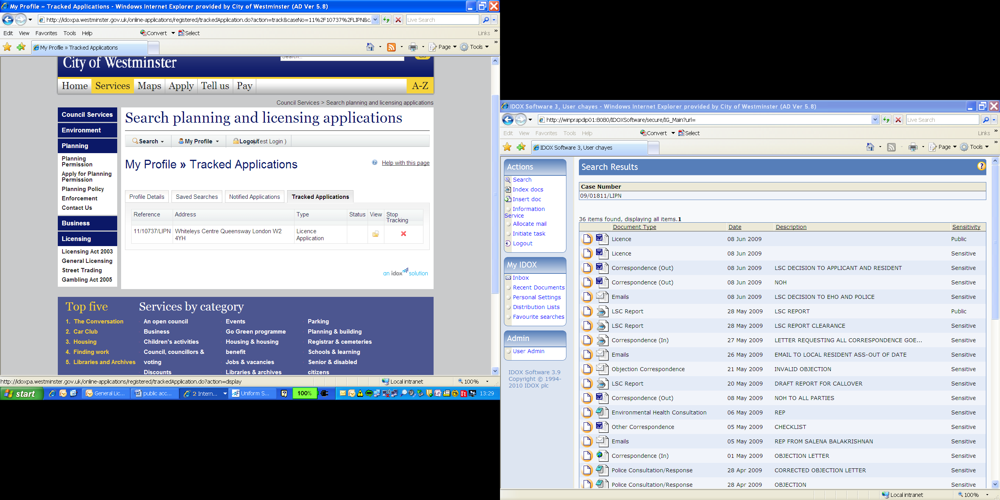 My Profile » Tracked Applications - Windows Internet Explorer provided by City of Westminster (AD Ver 5.8)
http://idoxpa.westminster.gov.uk/online-applications/registered/trackedApplication.do?action=track&caseNo=11%2F10737%2FLIPN&c
Live Search
Edit View Favorites Tools Help Convert Select Links
My Profile » Tracked Applications Page Tools
City of Westminster
Search... Go
Home Services Maps Apply Tell us Pay A-Z
Council Services > Search planning and licensing applications
Council Services
Environment
Planning
Planning Permission
Apply for Planning Permission
Planning Policy
Enforcement
Contact Us
Business
Licensing
Licensing Act 2003
General Licensing
Street Trading
Gambling Act 2005
Search planning and licensing applications
Search My Profile Logout (Test Login )
My Profile » Tracked Applications
Help with this page
Profile Details Saved Searches Notified Applications Tracked Applications
Reference Address Type Status View Stop Tracking
11/10737/LIPN Whiteleys Centre Queensway London W2 4YH Licence Application
an idox solution
Top five
1. The Conversation
2. Car Club
3. Housing
4. Finding work
5. Libraries and Archives
Services by category
An open council
Business
Children's activities
Council, councillors & voting
Discounts
Events
Go Green programme
Housing & housing benefit
Jobs & vacancies
Libraries & archives
Parking
Planning & building
Registrar & cemeteries
Schools & learning
Senior & disabled citizens
http://idoxpa.westminster.gov.uk/online-applications/registered/trackedApplication.do?action=display
Local intranet 100%
start General Lic... public acc... 2 Intern... Uniform S... 100% 13:29
IDOX Software 3, User chayes - Windows Internet Explorer provided by City of Westminster (AD Ver 5.8)
http://winprapdip01:8080/IDOXSoftware/secure/IG_Main?url=
Live Search
Edit View Favorites Tools Help Convert Select Links
IDOX Software 3, User chayes Page Tools
Actions
Search
Index docs
Insert doc
Information Service
Allocate mail
Initiate task
Logout
My IDOX
Inbox
Recent Documents
Personal Settings
Distribution Lists
Favourite searches
Admin
User Admin
IDOX Software 3.9
Copyright © 1994-
2010 IDOX plc
Search Results
Case Number
09/01811/LIPN
36 items found, displaying all items.1
Document Type Date Description Sensitivity
Licence 08 Jun 2009 Public
Licence 08 Jun 2009 Sensitive
Correspondence (Out) 08 Jun 2009 LSC DECISION TO APPLICANT AND RESIDENT Sensitive
Correspondence (Out) 08 Jun 2009 NOH Sensitive
Emails 08 Jun 2009 LSC DECISION TO EHO AND POLICE Sensitive
LSC Report 28 May 2009 LSC REPORT Public
LSC Report 28 May 2009 LSC REPORT CLEARANCE Sensitive
Correspondence (In) 27 May 2009 LETTER REQUESTING ALL CORRESPONDENCE GOE... Sensitive
Emails 26 May 2009 EMAIL TO LOCAL RESIDENT ASS-OUT OF DATE Sensitive
Objection Correspondence 21 May 2009 INVALID OBJECTION Sensitive
LSC Report 20 May 2009 DRAFT REPORT FOR CALLOVER Sensitive
Correspondence (Out) 08 May 2009 NOH TO ALL PARTIES Sensitive
Environmental Health Consultation 06 May 2009 REP Sensitive
Other Correspondence 05 May 2009 CHECKLIST Sensitive
Emails 05 May 2009 REP FROM SALENA BALAKRISHNAN Sensitive
Correspondence (In) 01 May 2009 OBJECTION LETTER Sensitive
Police Consultation/Response 28 Apr 2009 CORRECTED OBJECTION LETTER Sensitive
Police Consultation/Response 28 Apr 2009 OBJECTION Sensitive
Local intranet 100%